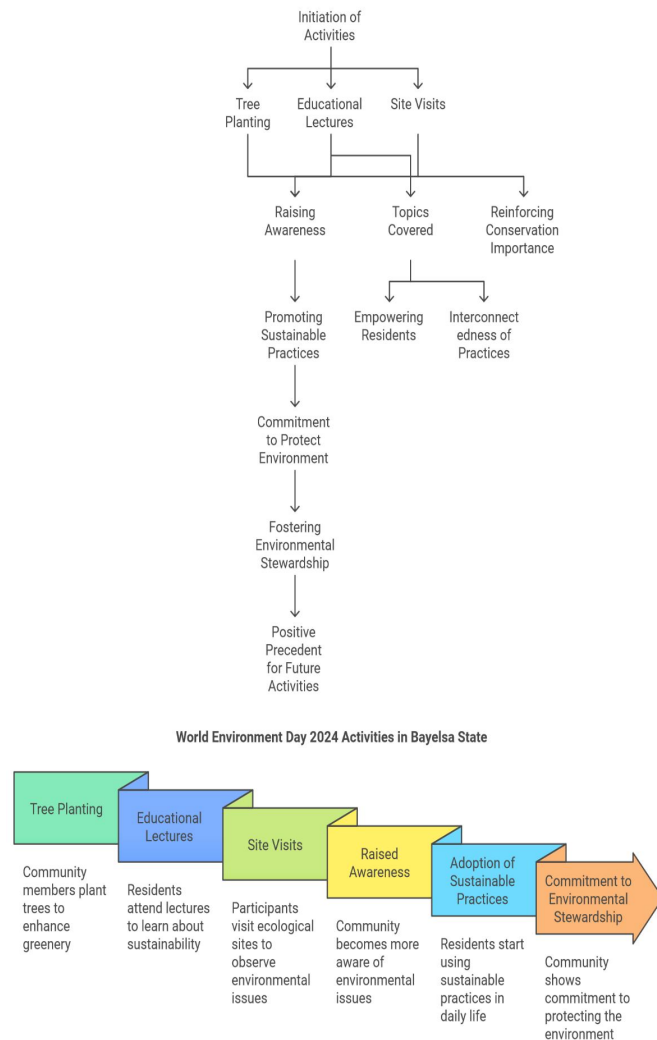 Initiation of
Activities
Tree
Planting
Educational
Lectures
Site Visits
Raising
Awareness
Topics
Covered
Reinforcing
Conservation
Importance
Promoting
Sustainable
Practices
Empowering
Residents
Interconnect
edness of
Practices
Commitment
to Protect
Environment
Fostering
Environmental
Stewardship
Positive
Precedent
for Future
Activities
World Environment Day 2024 Activities in Bayelsa State
Tree Planting
Community
members plant
trees to
enhance
greenery
Educational
Lectures
Residents
attend lectures
to learn about
sustainability
Site Visits
Participants
visit ecological
sites to
observe
environmental
issues
Raised
Awareness
Community
becomes more
aware of
environmental
issues
Adoption of
Sustainable
Practices
Residents start
using
sustainable
practices in
daily life
Commitment to
Environmental
Stewardship
Community
shows
commitment to
protecting the
environment